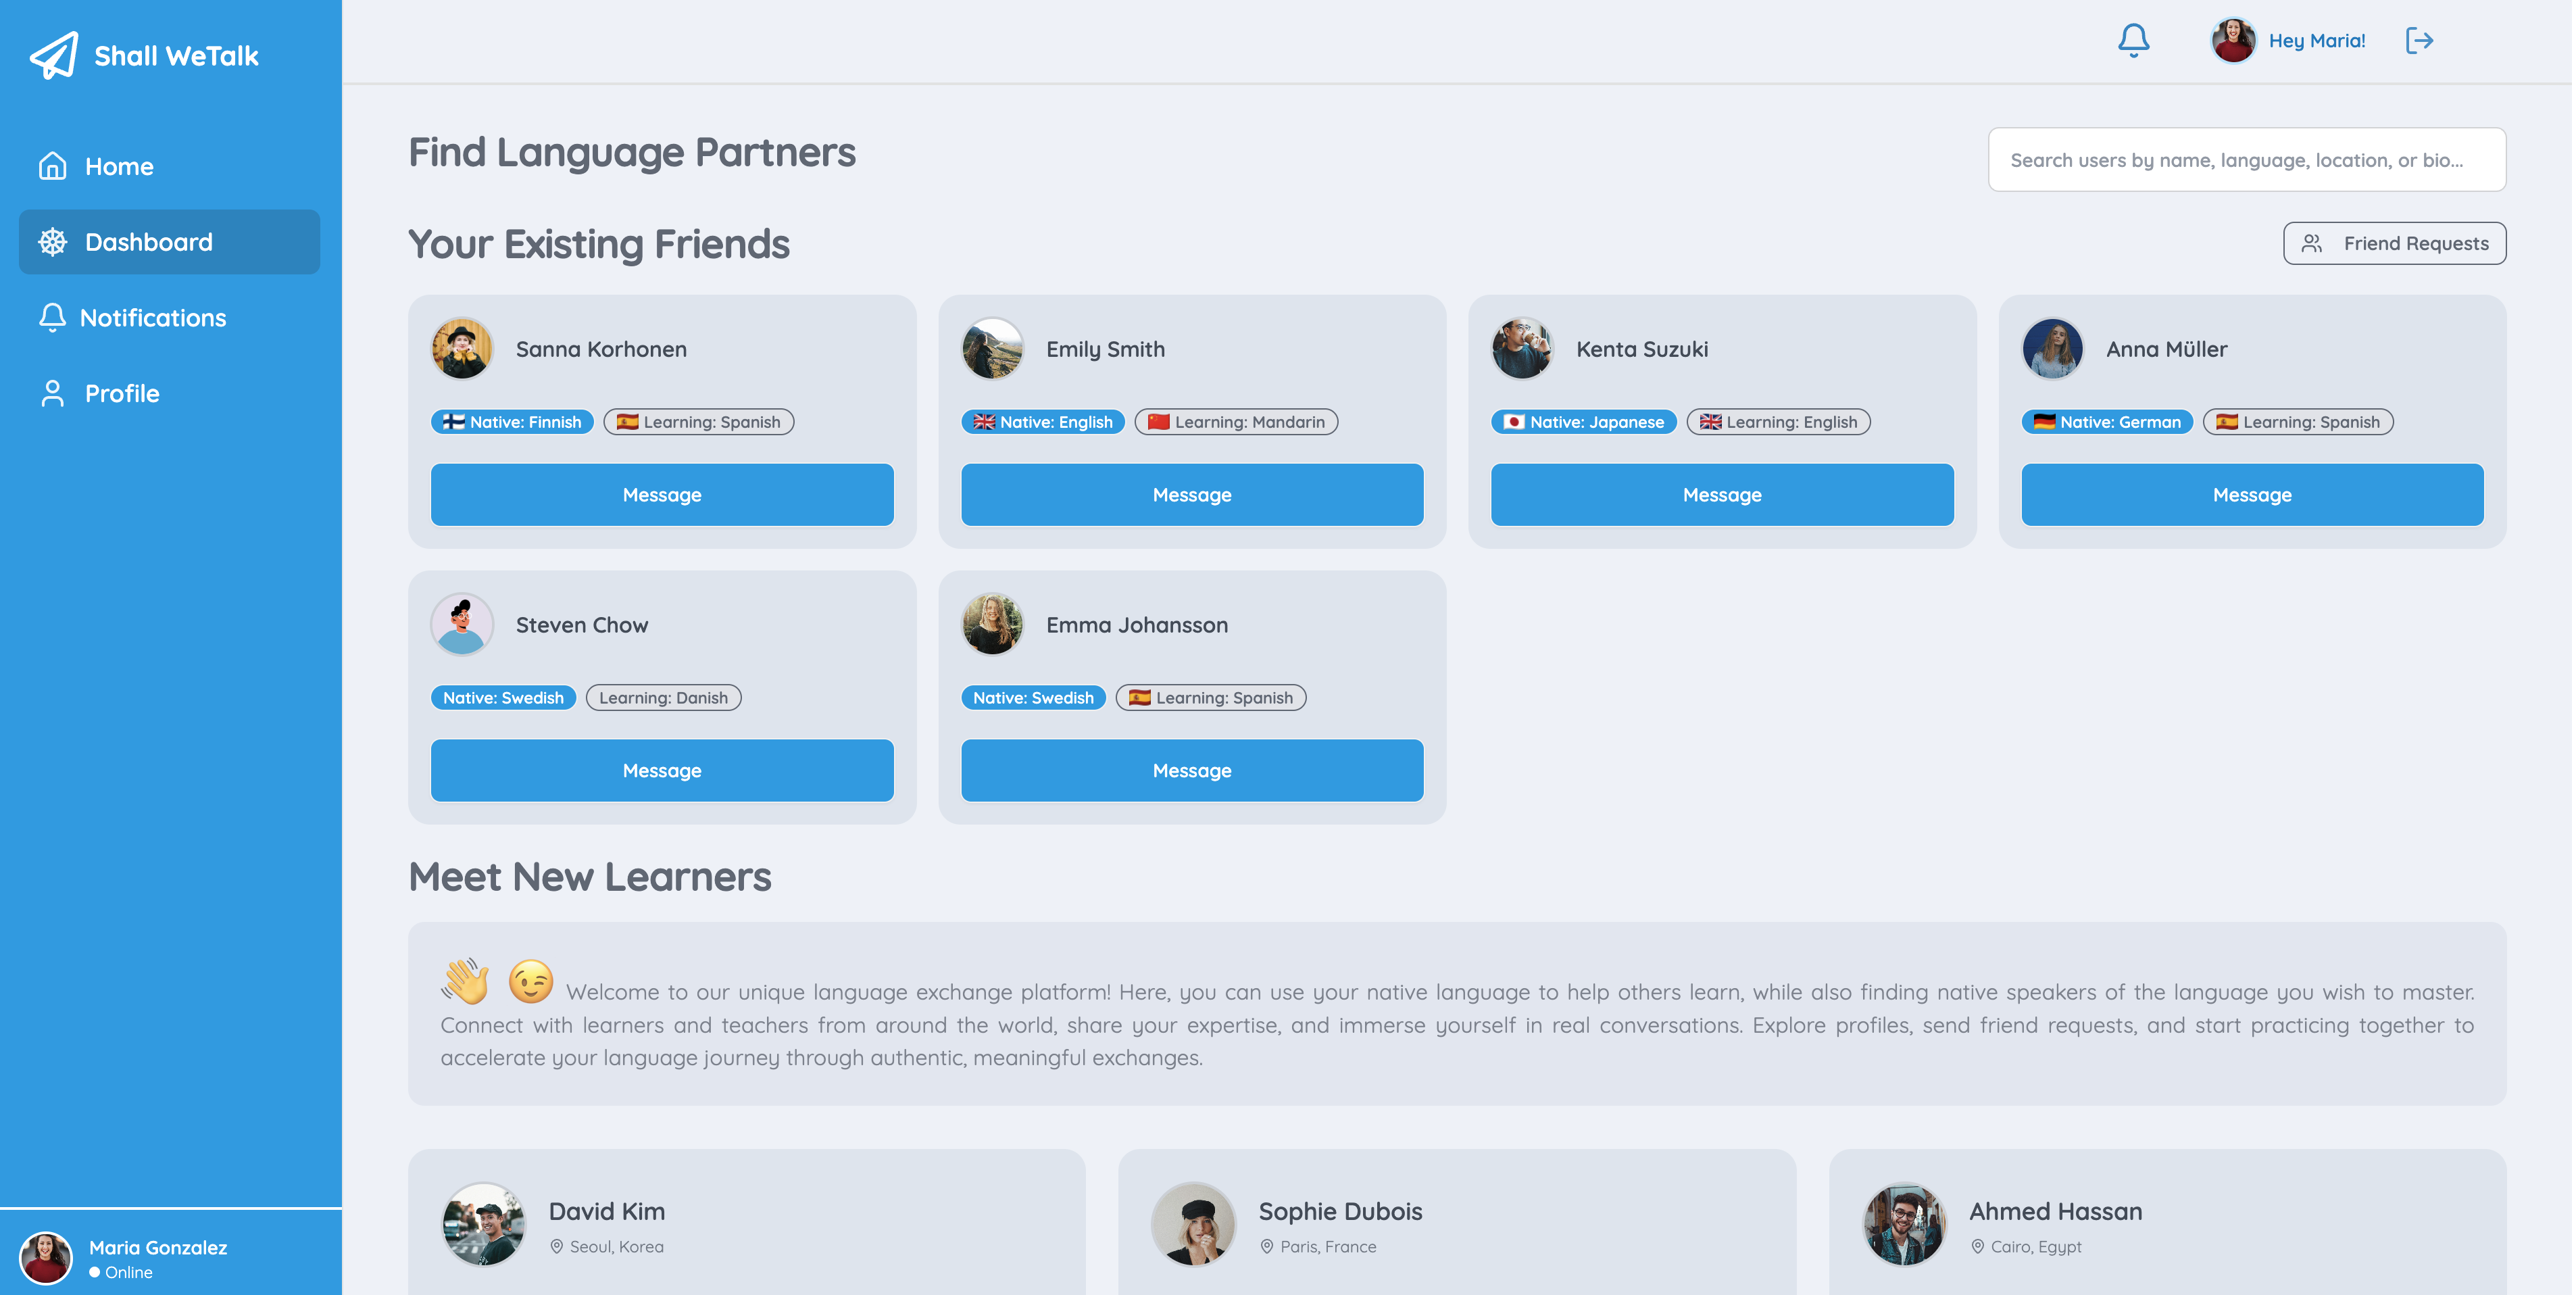 Shall WeTalk
Home
Dashboard
Notifications
Profile
Maria Gonzalez
Online
Hey Maria!
Find Language Partners
Search users by name, language, location, or bio...
Your Existing Friends
Friend Requests
Sanna Korhonen
🇫🇮 Native: Finnish
🇪🇸 Learning: Spanish
Message
Emily Smith
🇬🇧 Native: English
🇨🇳 Learning: Mandarin
Message
Kenta Suzuki
🇯🇵 Native: Japanese
🇬🇧 Learning: English
Message
Anna Müller
🇩🇪 Native: German
🇪🇸 Learning: Spanish
Message
Steven Chow
Native: Swedish
Learning: Danish
Message
Emma Johansson
Native: Swedish
🇪🇸 Learning: Spanish
Message
Meet New Learners
👋 😉 Welcome to our unique language exchange platform! Here, you can use your native language to help others learn, while also finding native speakers of the language you wish to master.
Connect with learners and teachers from around the world, share your expertise, and immerse yourself in real conversations. Explore profiles, send friend requests, and start practicing together to
accelerate your language journey through authentic, meaningful exchanges.
David Kim
Seoul, Korea
Sophie Dubois
Paris, France
Ahmed Hassan
Cairo, Egypt